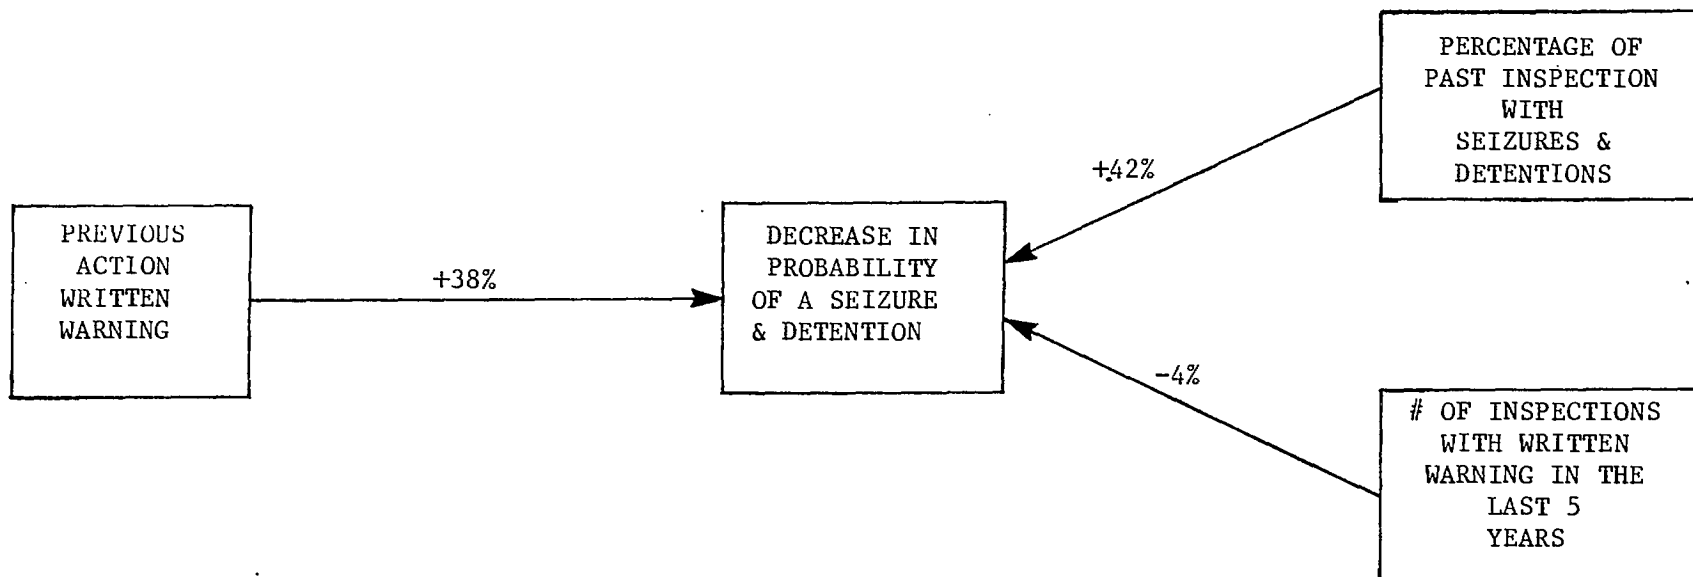 PREVIOUS
ACTION
WRITTEN
WARNING
+38%
DECREASE IN
PROBABILITY
OF A SEIZURE
& DETENTION
+42%
-4%
PERCENTAGE OF
PAST INSPECTION
WITH
SEIZURES &
DETENTIONS
# OF INSPECTIONS
WITH WRITTEN
WARNING IN THE
LAST 5
YEARS